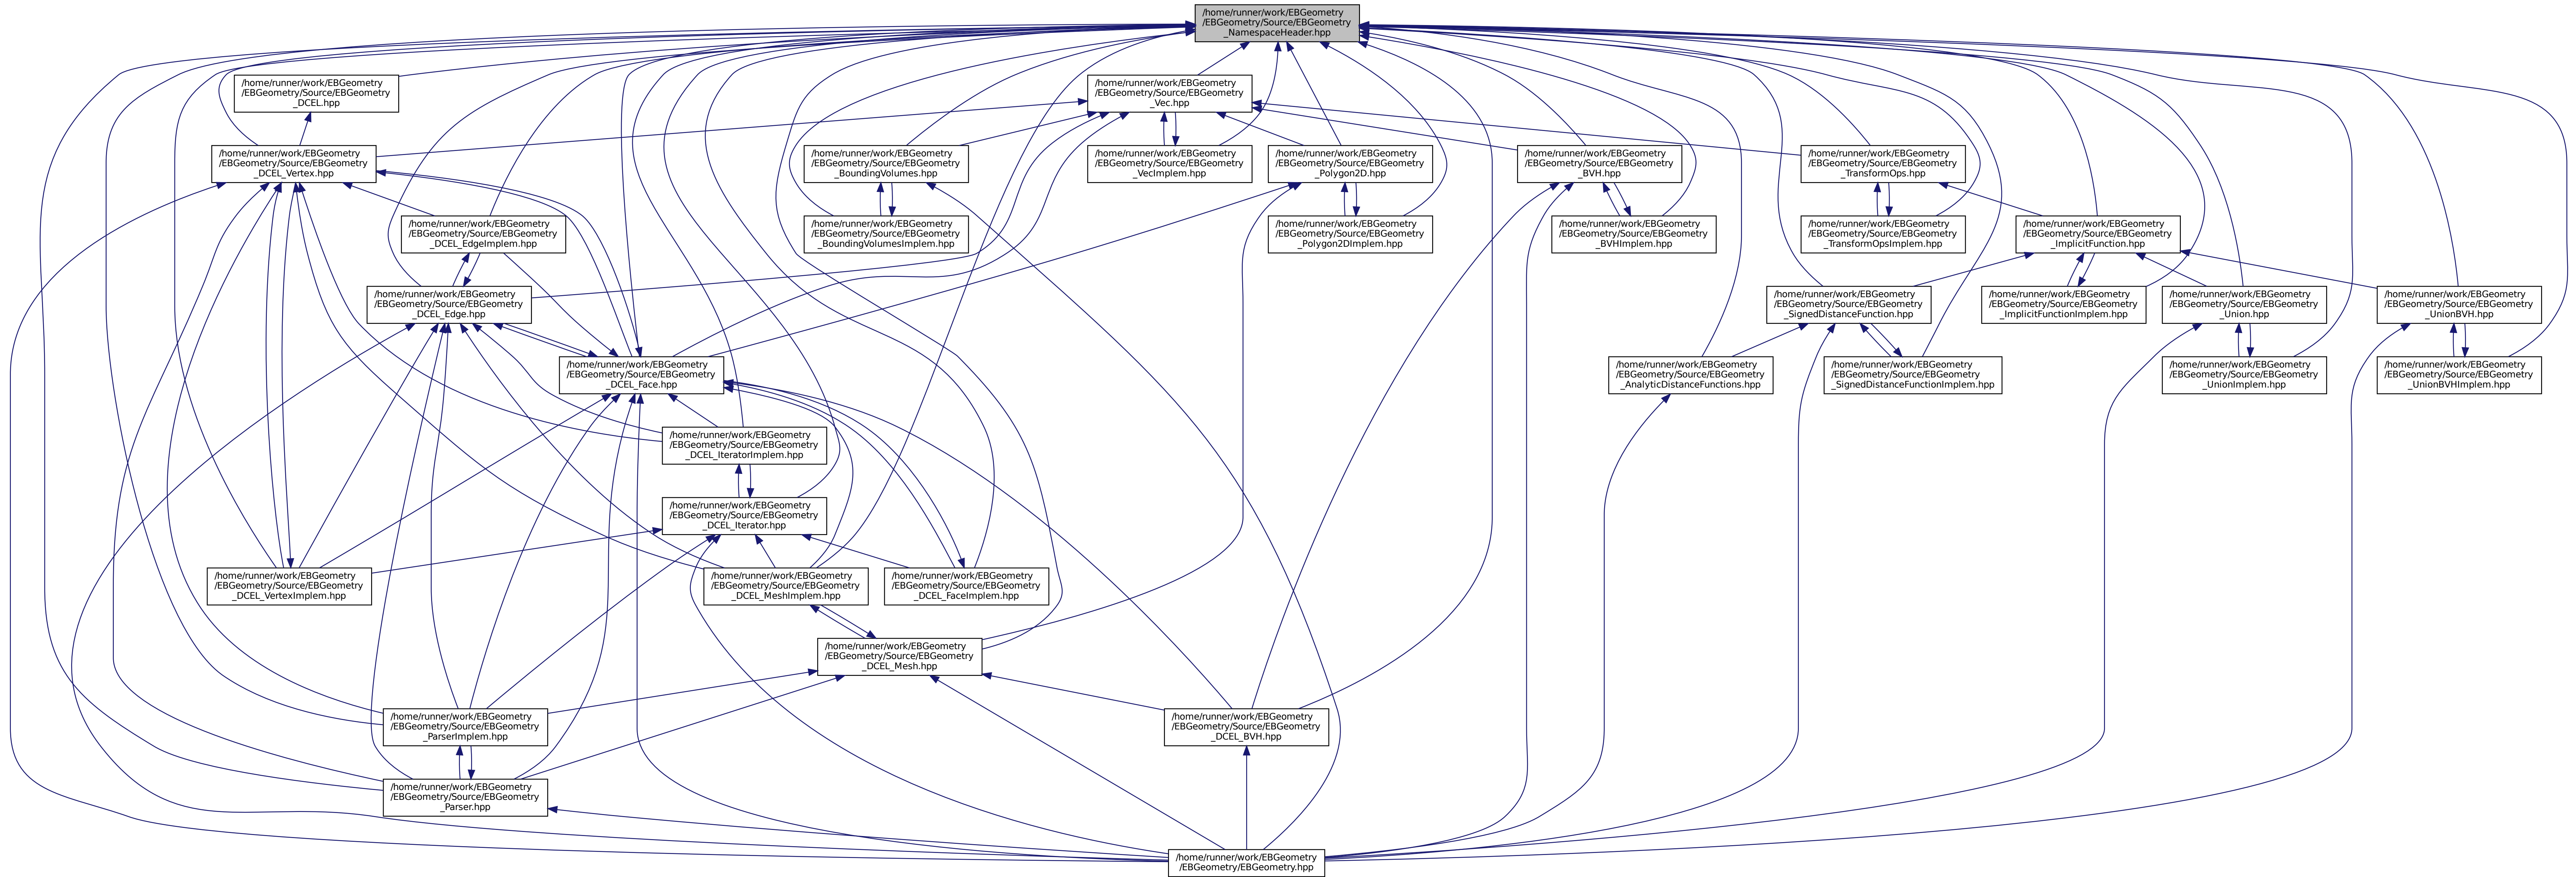 /home/runner/work/EBGeometry
/EBGeometry/Source/EBGeometry
_NamespaceHeader.hpp
/home/runner/work/EBGeometry
/EBGeometry/Source/EBGeometry
_DCEL.hpp
/home/runner/work/EBGeometry
/EBGeometry/Source/EBGeometry
_Vec.hpp
/home/runner/work/EBGeometry
/EBGeometry/Source/EBGeometry
_DCEL_Vertex.hpp
/home/runner/work/EBGeometry
/EBGeometry/Source/EBGeometry
_BoundingVolumes.hpp
/home/runner/work/EBGeometry
/EBGeometry/Source/EBGeometry
_VecImplem.hpp
/home/runner/work/EBGeometry
/EBGeometry/Source/EBGeometry
_Polygon2D.hpp
/home/runner/work/EBGeometry
/EBGeometry/Source/EBGeometry
_BVH.hpp
/home/runner/work/EBGeometry
/EBGeometry/Source/EBGeometry
_TransformOps.hpp
/home/runner/work/EBGeometry
/EBGeometry/Source/EBGeometry
_DCEL_EdgeImplem.hpp
/home/runner/work/EBGeometry
/EBGeometry/Source/EBGeometry
_BoundingVolumesImplem.hpp
/home/runner/work/EBGeometry
/EBGeometry/Source/EBGeometry
_Polygon2DImplem.hpp
/home/runner/work/EBGeometry
/EBGeometry/Source/EBGeometry
_BVHImplem.hpp
/home/runner/work/EBGeometry
/EBGeometry/Source/EBGeometry
_TransformOpsImplem.hpp
/home/runner/work/EBGeometry
/EBGeometry/Source/EBGeometry
_ImplicitFunction.hpp
/home/runner/work/EBGeometry
/EBGeometry/Source/EBGeometry
_DCEL_Edge.hpp
/home/runner/work/EBGeometry
/EBGeometry/Source/EBGeometry
_SignedDistanceFunction.hpp
/home/runner/work/EBGeometry
/EBGeometry/Source/EBGeometry
_ImplicitFunctionImplem.hpp
/home/runner/work/EBGeometry
/EBGeometry/Source/EBGeometry
_Union.hpp
/home/runner/work/EBGeometry
/EBGeometry/Source/EBGeometry
_UnionBVH.hpp
/home/runner/work/EBGeometry
/EBGeometry/Source/EBGeometry
_DCEL_Face.hpp
/home/runner/work/EBGeometry
/EBGeometry/Source/EBGeometry
_AnalyticDistanceFunctions.hpp
/home/runner/work/EBGeometry
/EBGeometry/Source/EBGeometry
_SignedDistanceFunctionImplem.hpp
/home/runner/work/EBGeometry
/EBGeometry/Source/EBGeometry
_UnionImplem.hpp
/home/runner/work/EBGeometry
/EBGeometry/Source/EBGeometry
_UnionBVHImplem.hpp
/home/runner/work/EBGeometry
/EBGeometry/Source/EBGeometry
_DCEL_IteratorImplem.hpp
/home/runner/work/EBGeometry
/EBGeometry/Source/EBGeometry
_DCEL_Iterator.hpp
/home/runner/work/EBGeometry
/EBGeometry/Source/EBGeometry
_DCEL_VertexImplem.hpp
/home/runner/work/EBGeometry
/EBGeometry/Source/EBGeometry
_DCEL_MeshImplem.hpp
/home/runner/work/EBGeometry
/EBGeometry/Source/EBGeometry
_DCEL_FaceImplem.hpp
/home/runner/work/EBGeometry
/EBGeometry/Source/EBGeometry
_DCEL_Mesh.hpp
/home/runner/work/EBGeometry
/EBGeometry/Source/EBGeometry
_ParserImplem.hpp
/home/runner/work/EBGeometry
/EBGeometry/Source/EBGeometry
_DCEL_BVH.hpp
/home/runner/work/EBGeometry
/EBGeometry/Source/EBGeometry
_Parser.hpp
/home/runner/work/EBGeometry
/EBGeometry/EBGeometry.hpp